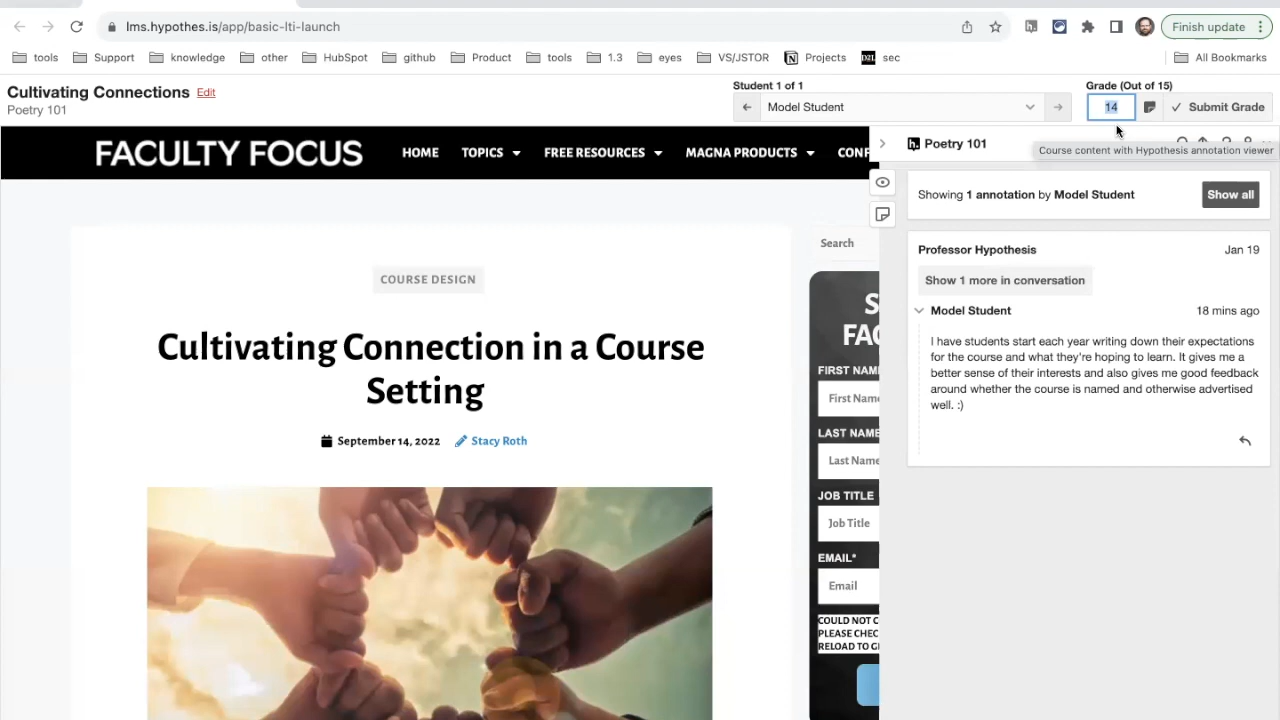 lms.hypothes.is/app/basic-lti-launch
Finish update
tools Support knowledge other HubSpot github Product tools 1.3 eyes VS/JSTOR Projects sec All Bookmarks
Cultivating Connections Edit
Poetry 101
Student 1 of 1
Model Student
Grade (Out of 15)
14
Submit Grade
FACULTY FOCUS HOME TOPICS FREE RESOURCES MAGNA PRODUCTS CONF
Poetry 101
Course content with Hypothesis annotation viewer
Showing 1 annotation by Model Student Show all
Professor Hypothesis Jan 19
Show 1 more in conversation
Model Student 18 mins ago
I have students start each year writing down their expectations
for the course and what they're hoping to learn. It gives me a
better sense of their interests and also gives me good feedback
around whether the course is named and otherwise advertised
well. :)
Search
COURSE DESIGN
Cultivating Connection in a Course
Setting
September 14, 2022 Stacy Roth
S
FAC
FIRST NAM
First Name
LAST NAME
Last Name
JOB TITLE
Job Title
EMAIL*
Email
COULD NOT C
PLEASE CHEC
RELOAD TO G